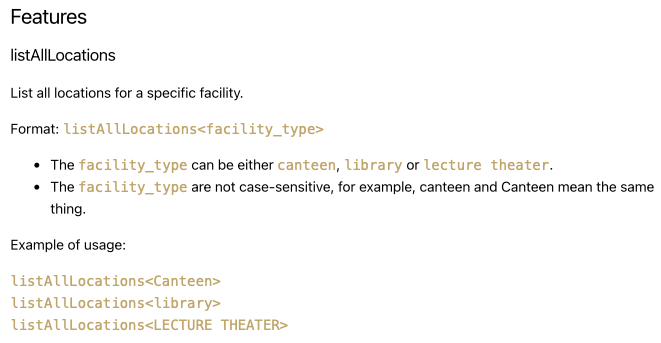 Features
listAllLocations
List all locations for a specific facility.
Format: listAllLocations<facility_type>
• The facility_type can be either canteen, library or lecture theater.
• The facility_type are not case-sensitive, for example, canteen and Canteen mean the same
thing.
Example of usage:
listAllLocations<Canteen>
listAllLocations<library>
listAllLocations<LECTURE THEATER>